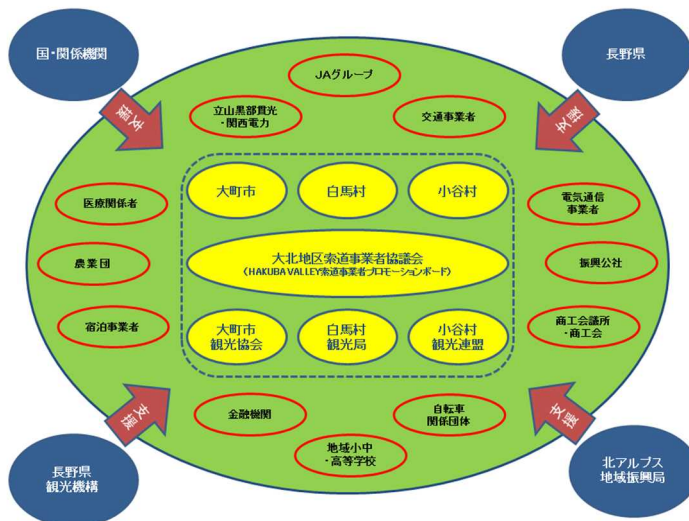 国・関係機関
長野県
JAグループ
支援
支援
立山黒部貫光
・関西電力
交通事業者
大町市
白馬村
小谷村
医療関係者
電気通信
事業者
大北地区索道事業者協議会
(HAKUBA VALLEY索道事業者プロモーションボード)
農業団
振興公社
宿泊事業者
大町市
観光協会
白馬村
観光局
小谷村
観光連盟
商工会議所
・商工会
支援
支援
金融機関
自転車
関係団体
地域小中
・高等学校
長野県
観光機構
北アルプス
地域振興局